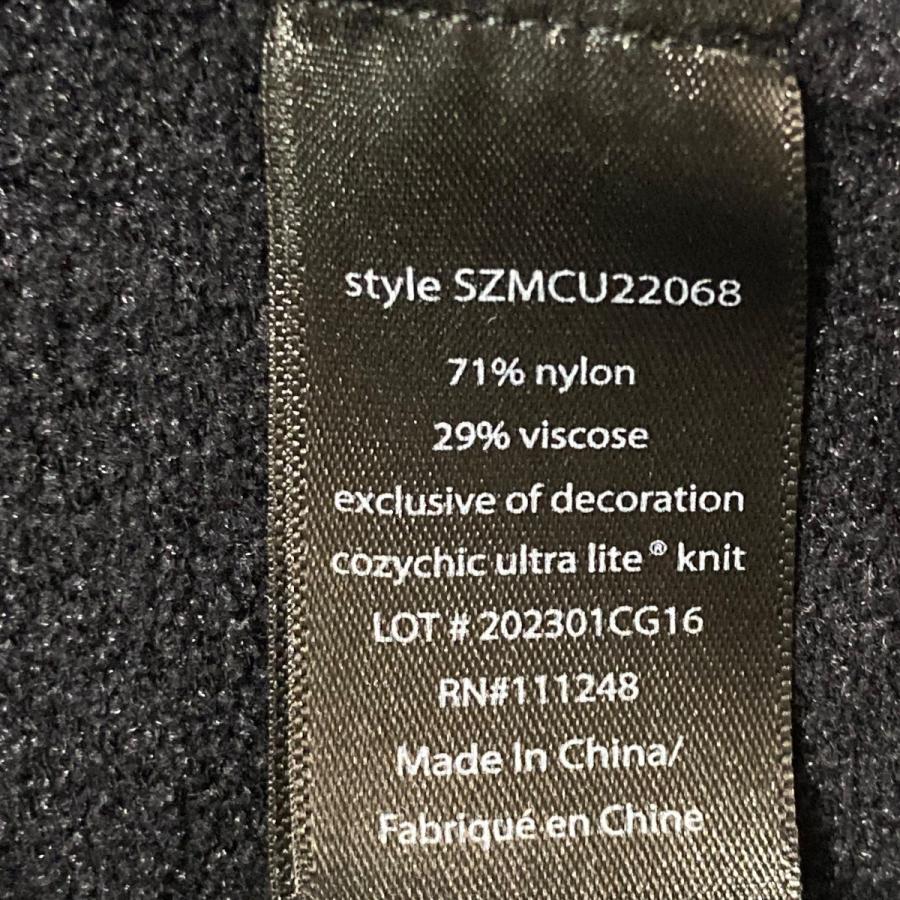 style SZMCU22068
71% nylon
29% viscose
exclusive of decoration
cozychic ultra lite® knit
LOT # 202301CG16
RN#111248
Made In China/
Fabriqué en Chine